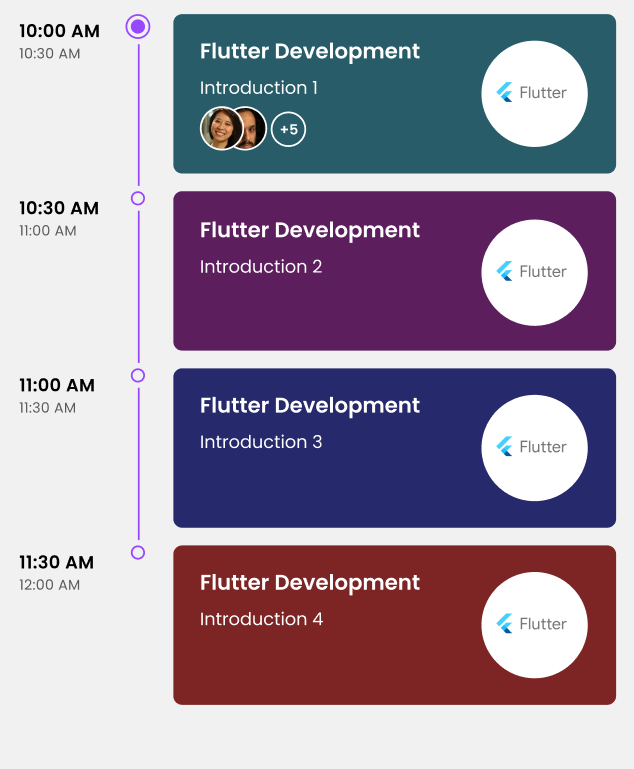 10:00 AM
10:30 AM
Flutter Development
Introduction 1
+5
Flutter
10:30 AM
11:00 AM
Flutter Development
Introduction 2
Flutter
11:00 AM
11:30 AM
Flutter Development
Introduction 3
Flutter
11:30 AM
12:00 AM
Flutter Development
Introduction 4
Flutter